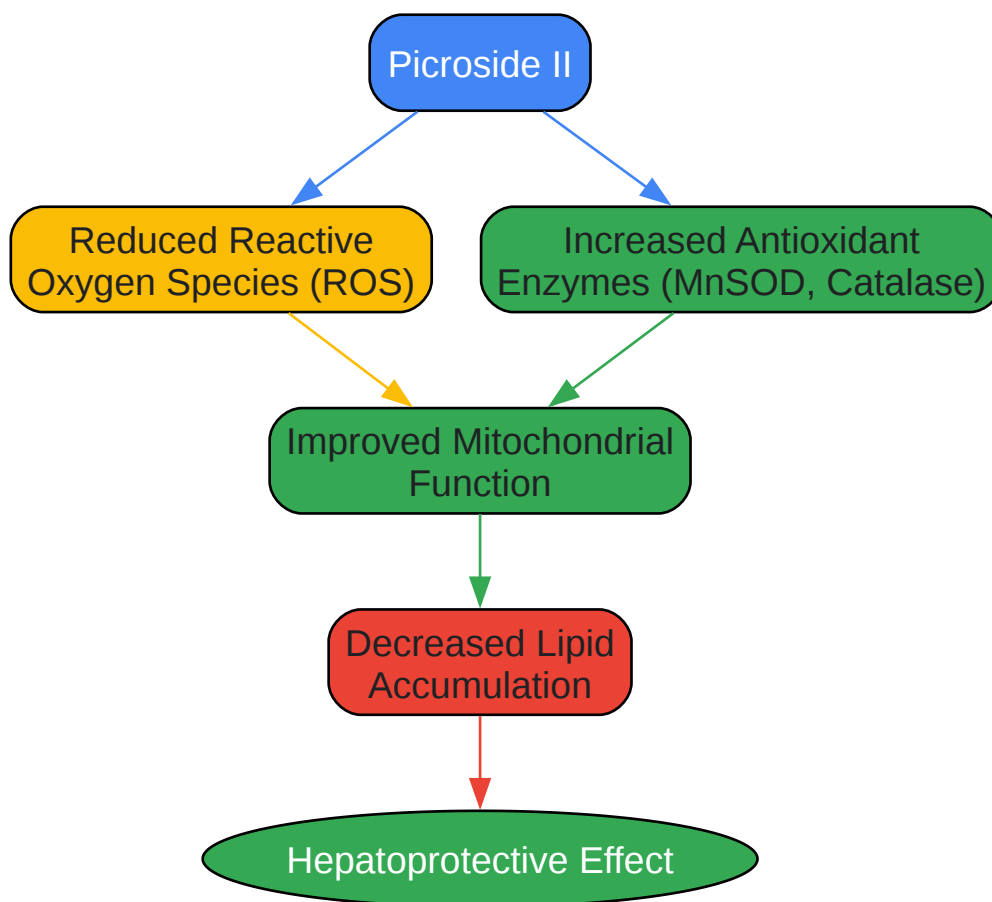 Picroside II
Reduced Reactive
Oxygen Species (ROS)
Increased Antioxidant
Enzymes (MnSOD, Catalase)
Improved Mitochondrial
Function
Decreased Lipid
Accumulation
Hepatoprotective Effect